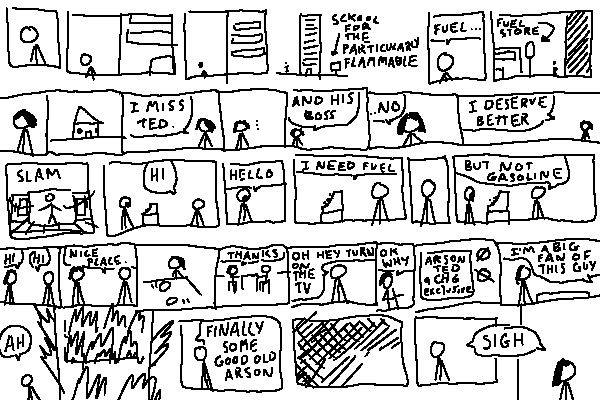 SCHOOL
FOR
THE
PARTICULARLY
FLAMMABLE
FUEL...
FUEL
STORE
I MISS
TED.
AND HIS
BOSS
..NO
I DESERVE
BETTER
SLAM
HI
HELLO
I NEED FUEL
BUT NOT
GASOLINE
HI
HI
NICE
PLACE.
THANKS
OH HEY TURN
ON
THE
TV
OK
WHY
ARSON
TED
@CH6
EXCLUSIVE
I'M A BIG
FAN OF
THIS GUY
AH
FINALLY
SOME
GOOD OLD
ARSON
SIGH